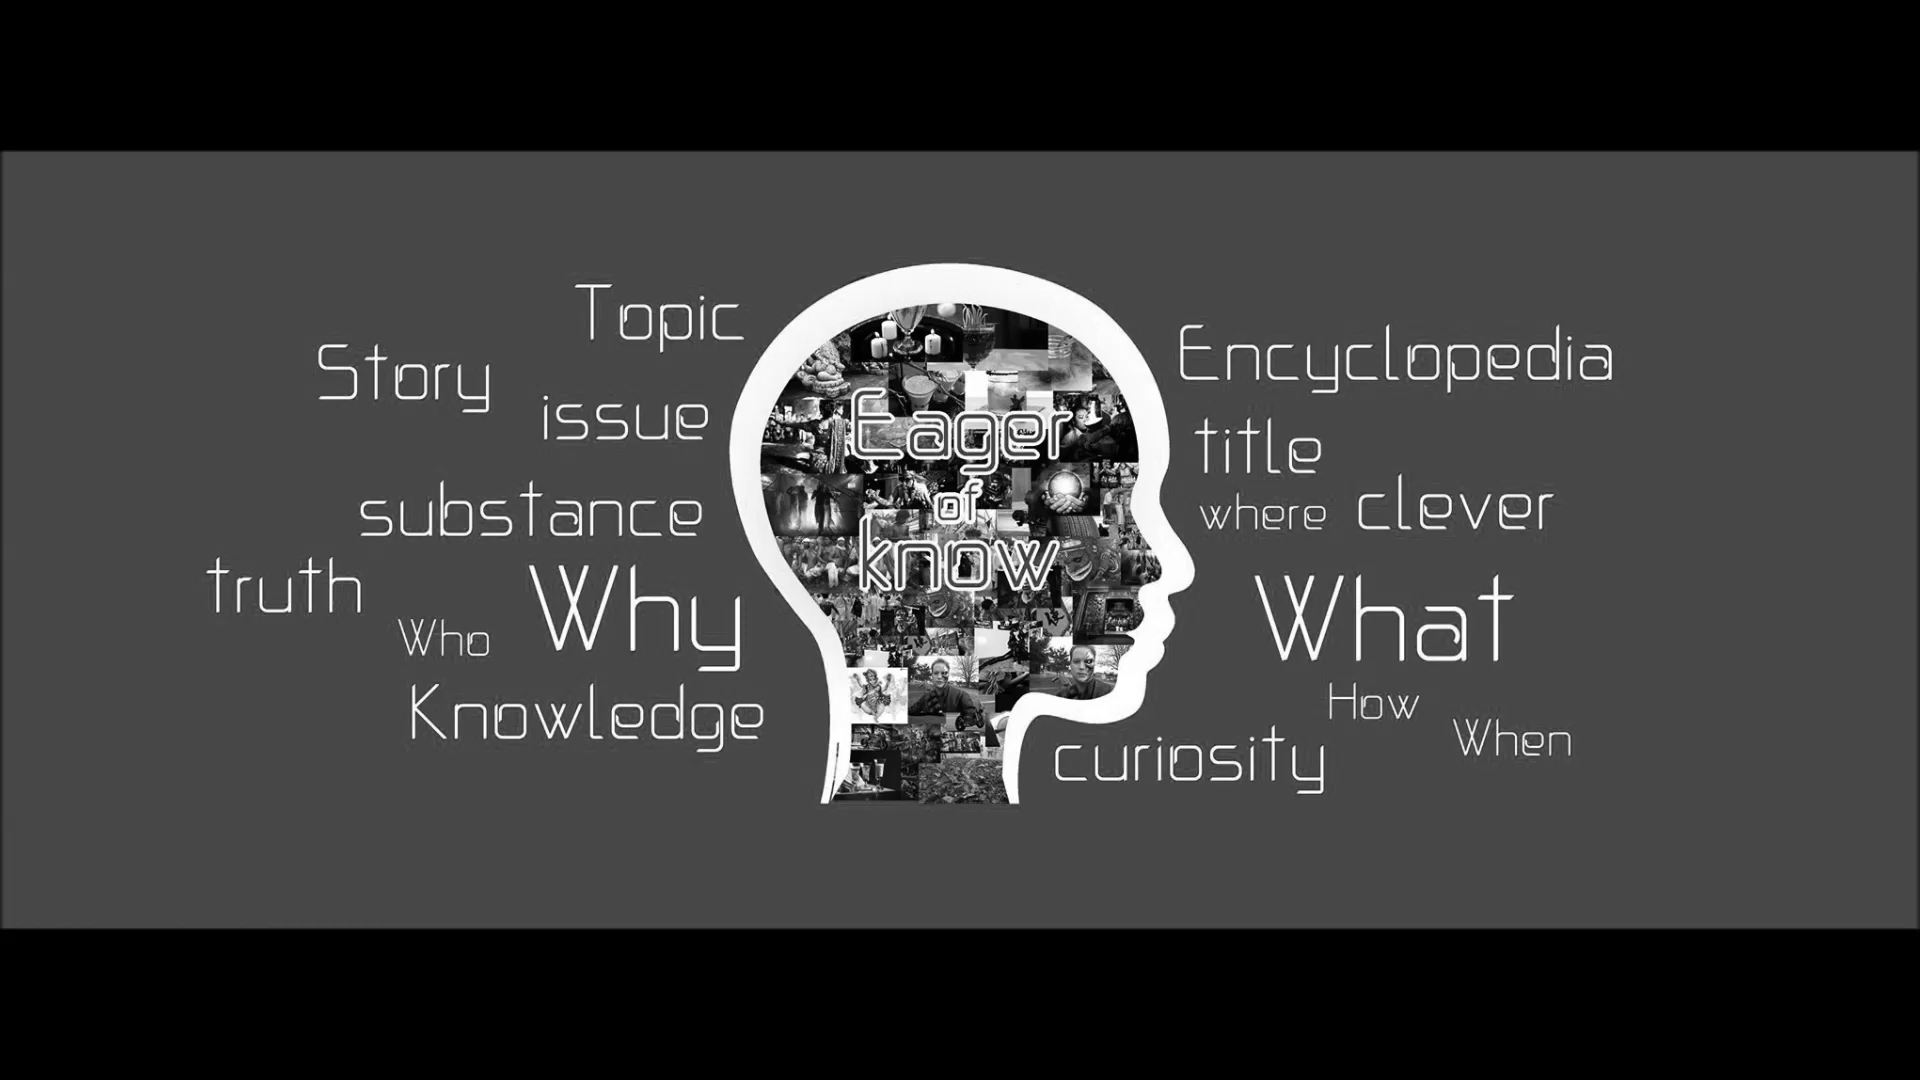 Topic
Story
issue
substance
truth
Why
Who
Knowledge
Eager
of
know
Encyclopedia
title
where
clever
What
How
When
curiosity